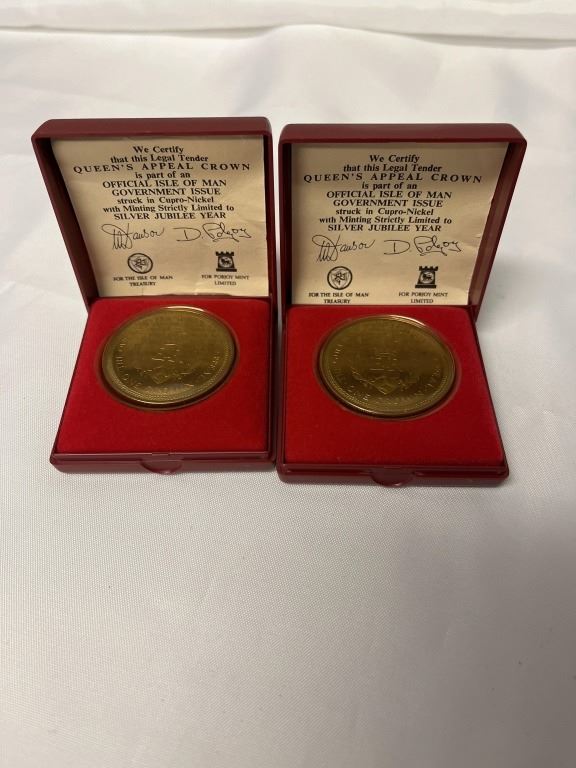 We Certify
that this Legal Tender
QUEEN'S APPEAL CROWN
is part of an
OFFICIAL ISLE OF MAN
GOVERNMENT ISSUE
struck in Cupro-Nickel
with Minting Strictly Limited to
SILVER JUBILEE YEAR
FOR THE ISLE OF MAN
TREASURY
FOR POBJOY MINT
LIMITED
We Certify
that this Legal Tender
QUEEN'S APPEAL CROWN
is part of an
OFFICIAL ISLE OF MAN
GOVERNMENT ISSUE
struck in Cupro-Nickel
with Minting Strictly Limited to
SILVER JUBILEE YEAR
FOR THE ISLE OF MAN
TREASURY
FOR POBJOY MINT
LIMITED